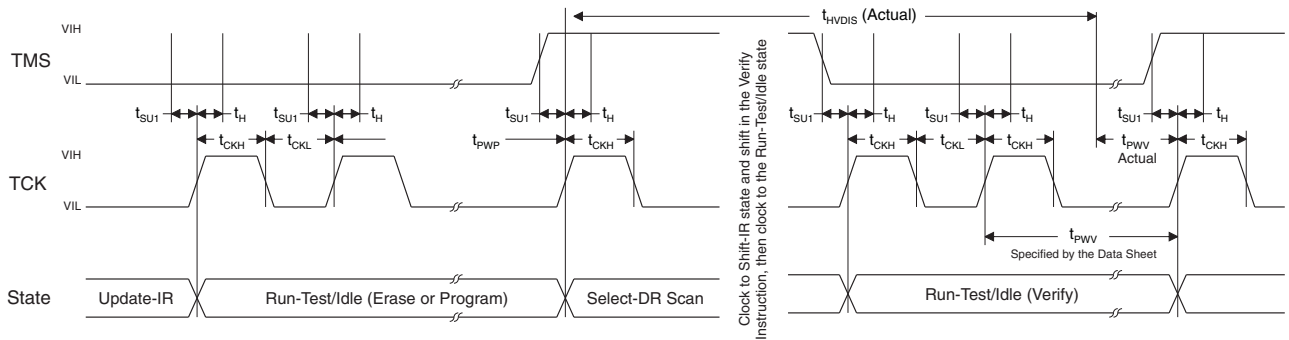 VIH
TMS
VIL
tHVDIS (Actual)
tSU1
tH
tSU1
tH
tSU1
tH
tSU1
tH
tSU1
tH
tSU1
tH
tCKH
tCKL
tPWP
tCKH
tCKH
tCKL
tCKH
tPWV
Actual
tCKH
VIH
TCK
VIL
tPWV
Specified by the Data Sheet
Clock to Shift-IR state and shift in the Verify
Instruction, then clock to the Run-Test/Idle state
State
Update-IR
Run-Test/Idle (Erase or Program)
Select-DR Scan
Run-Test/Idle (Verify)